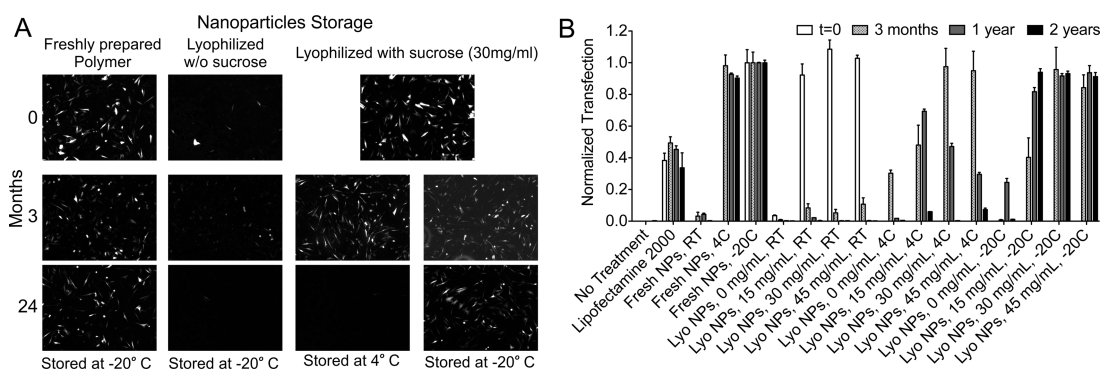 A
Nanoparticles Storage
Freshly prepared
Polymer
Lyophilized
w/o sucrose
Lyophilized with sucrose (30mg/ml)
0
Months
3
24
Stored at -20° C
Stored at -20° C
Stored at 4° C
Stored at -20° C
B
t=0
3 months
1 year
2 years
Normalized Transfection
1.2
1.0
0.8
0.6
0.4
0.2
0.0
No Treatment
Lipofectamine 2000
Fresh NPs, RT
Fresh NPs, 4C
Fresh NPs, -20C
Lyo NPs, 0 mg/mL, RT
Lyo NPs, 15 mg/mL, RT
Lyo NPs, 30 mg/mL, RT
Lyo NPs, 45 mg/mL, RT
Lyo NPs, 0 mg/mL, 4C
Lyo NPs, 15 mg/mL, 4C
Lyo NPs, 30 mg/mL, 4C
Lyo NPs, 45 mg/mL, 4C
Lyo NPs, 0 mg/mL, -20C
Lyo NPs, 15 mg/mL, -20C
Lyo NPs, 30 mg/mL, -20C
Lyo NPs, 45 mg/mL, -20C